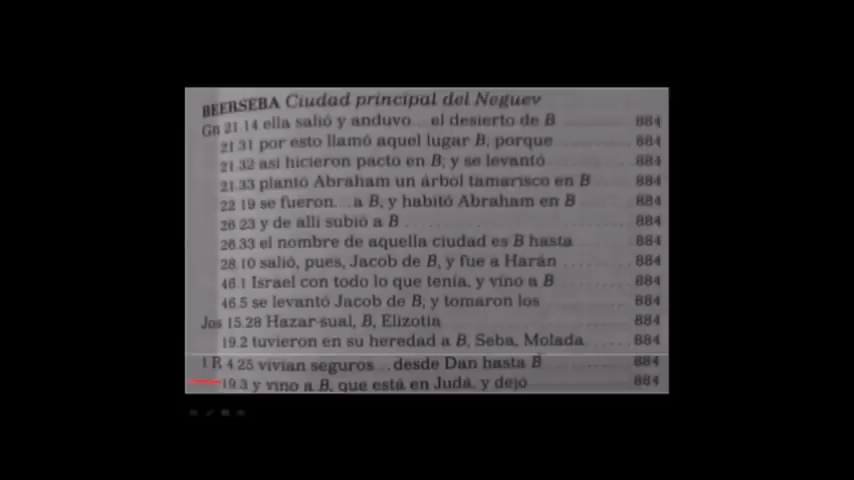 BEERSEBA Ciudad principal del Neguev
Gn 21.14 ella salió y anduvo... el desierto de B 884
21.31 por esto llamó aquel lugar B, porque 884
21.32 así hicieron pacto en B; y se levantó 884
21.33 plantó Abraham un árbol tamarisco en B 884
22.19 se fueron... a B, y habitó Abraham en B 884
26.23 y de allí subió a B ........ 884
26.33 el nombre de aquella ciudad es B hasta 884
28.10 salió, pues, Jacob de B, y fue a Harán ..... 884
46.1 Israel con todo lo que tenía, y vino a B 884
46.5 se levantó Jacob de B; y tomaron los ..... 884
Jos 15.28 Hazar-sual, B, Elizotia ..... 884
19.2 tuvieron en su heredad a B, Seba, Molada 884
1 R 4.25 vivían seguros... desde Dan hasta B 884
19.3 y vino a B, que está en Judá, y dejó 884